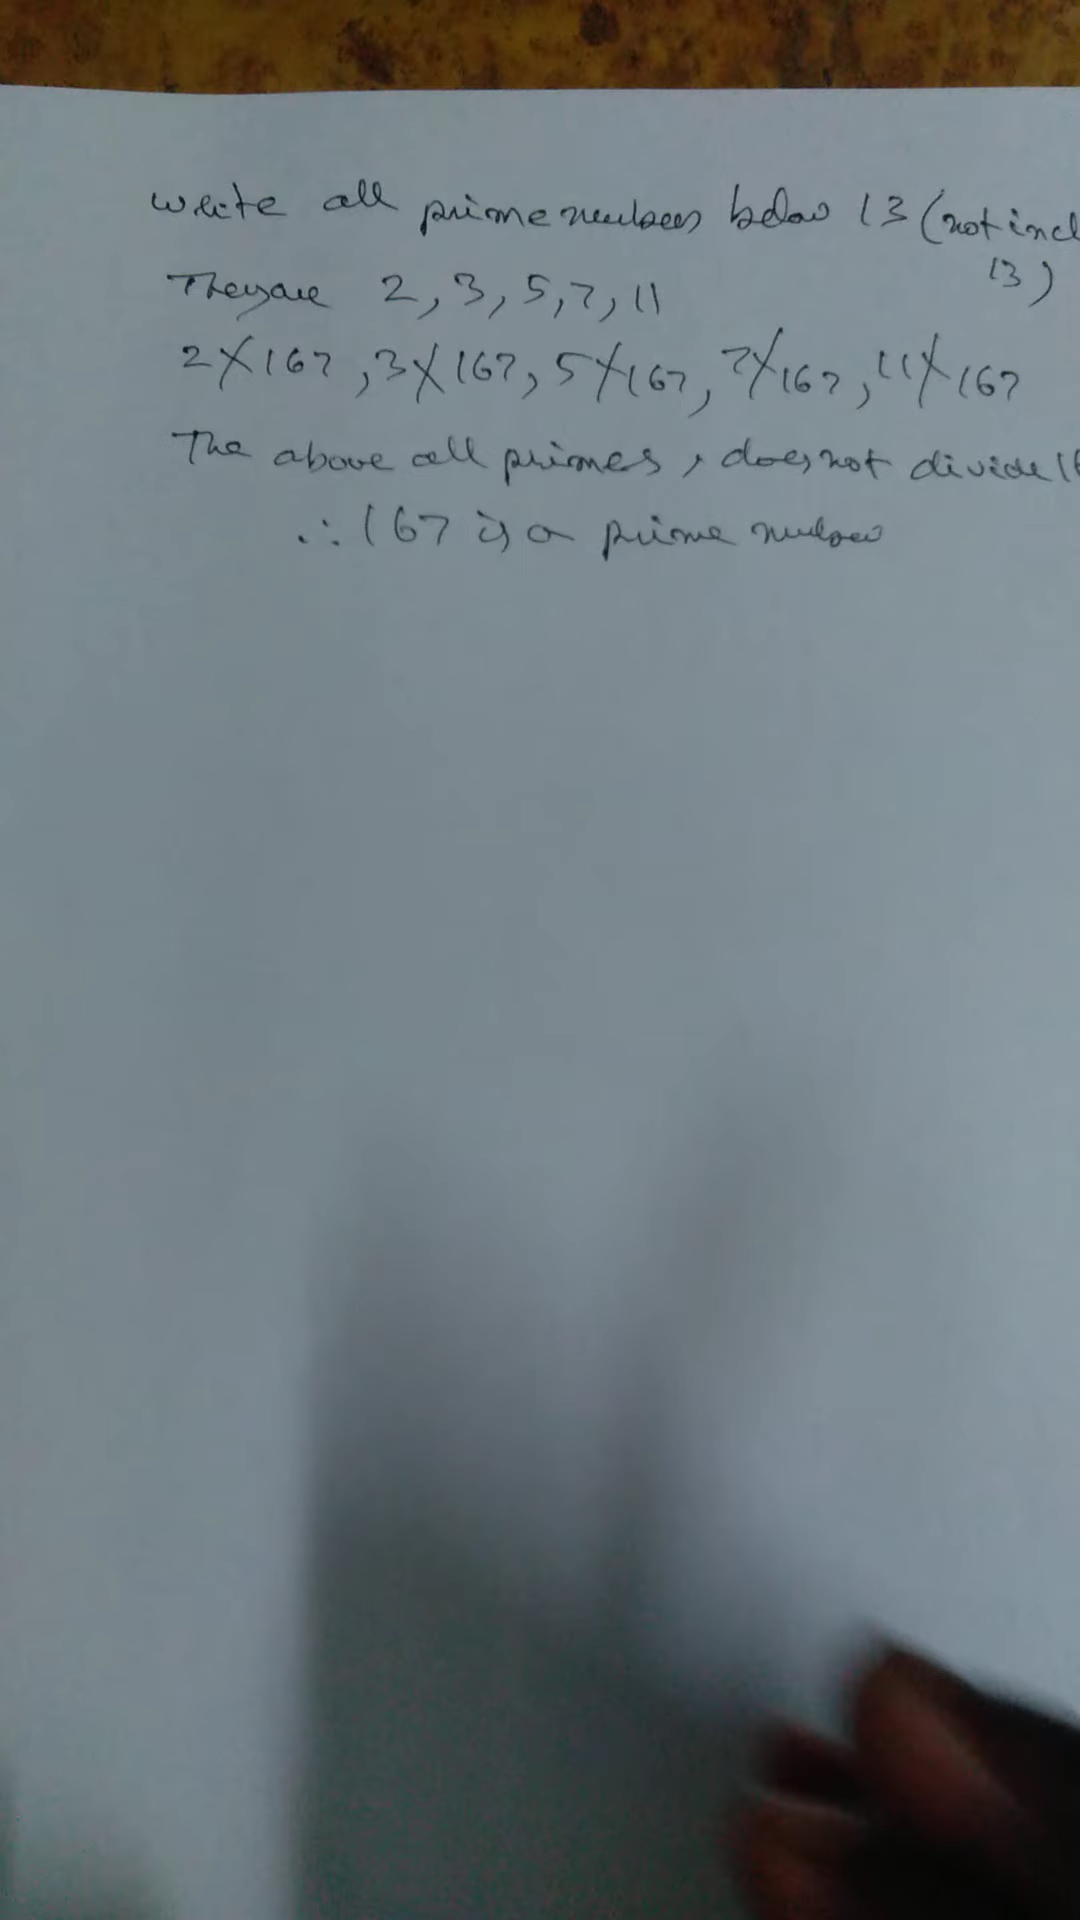 write all prime numbers below 13 (not incl
13)
They are 2, 3, 5, 7, 11
2 ∤ 167, 3 ∤ 167, 5 ∤ 167, 7 ∤ 167, 11 ∤ 167
The above all primes, does not divide 16
∴ 167 is a prime number